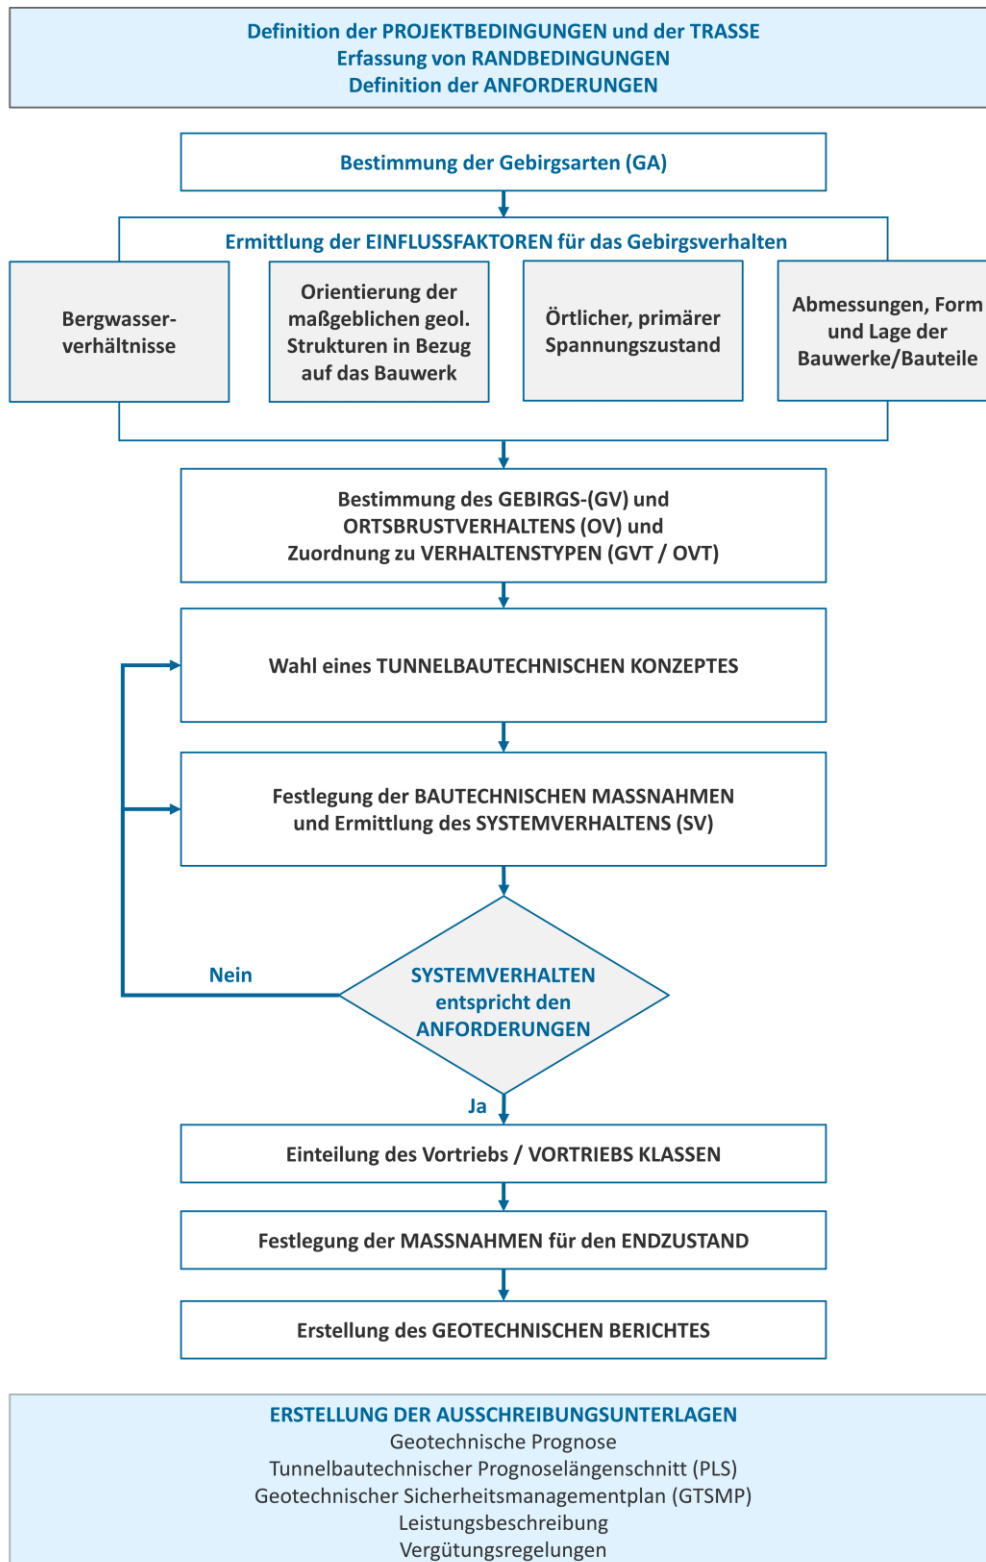 Definition der PROJEKTBEDINGUNGEN und der TRASSE
Erfassung von RANDBEDINGUNGEN
Definition der ANFORDERUNGEN
Bestimmung der Gebirgsarten (GA)
Ermittlung der EINFLUSSFAKTOREN für das Gebirgsverhalten
Bergwasser-
verhältnisse
Orientierung der
maßgeblichen geol.
Strukturen in Bezug
auf das Bauwerk
Örtlicher, primärer
Spannungszustand
Abmessungen, Form
und Lage der
Bauwerke/Bauteile
Bestimmung des GEBIRGS-(GV) und
ORTSBRUSTVERHALTENS (OV) und
Zuordnung zu VERHALTENSTYPEN (GVT / OVT)
Wahl eines TUNNELBAUTECHNISCHEN KONZEPTES
Festlegung der BAUTECHNISCHEN MASSNAHMEN
und Ermittlung des SYSTEMVERHALTENS (SV)
Nein
SYSTEMVERHALTEN
entspricht den
ANFORDERUNGEN
Ja
Einteilung des Vortriebs / VORTRIEBS KLASSEN
Festlegung der MASSNAHMEN für den ENDZUSTAND
Erstellung des GEOTECHNISCHEN BERICHTES
ERSTELLUNG DER AUSSCHREIBUNGSUNTERLAGEN
Geotechnische Prognose
Tunnelbautechnischer Prognoselängenschnitt (PLS)
Geotechnischer Sicherheitsmanagementplan (GTSMP)
Leistungsbeschreibung
Vergütungsregelungen